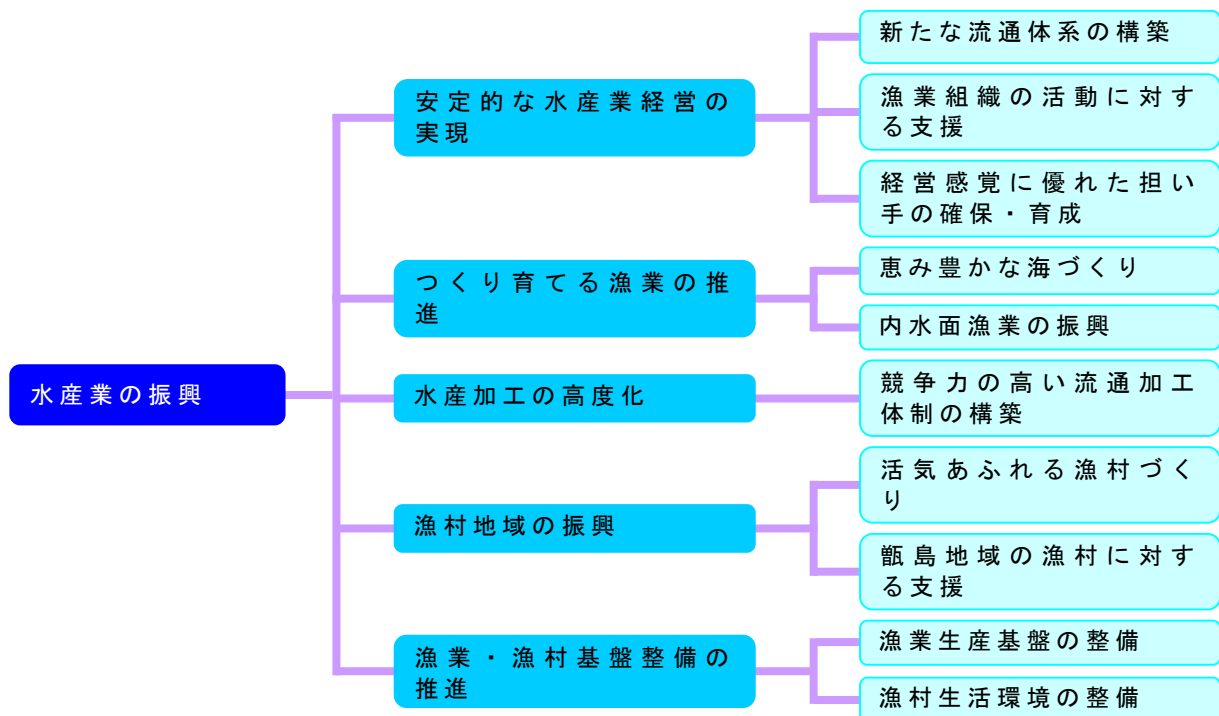 水産業の振興
安定的な水産業経営の
実現
新たな流通体系の構築
漁業組織の活動に対す
る支援
経営感覚に優れた担い
手の確保・育成
つくり育てる漁業の推
進
恵み豊かな海づくり
内水面漁業の振興
水産加工の高度化
競争力の高い流通加工
体制の構築
漁村地域の振興
活気あふれる漁村づく
り
甑島地域の漁村に対す
る支援
漁業・漁村基盤整備の
推進
漁業生産基盤の整備
漁村生活環境の整備